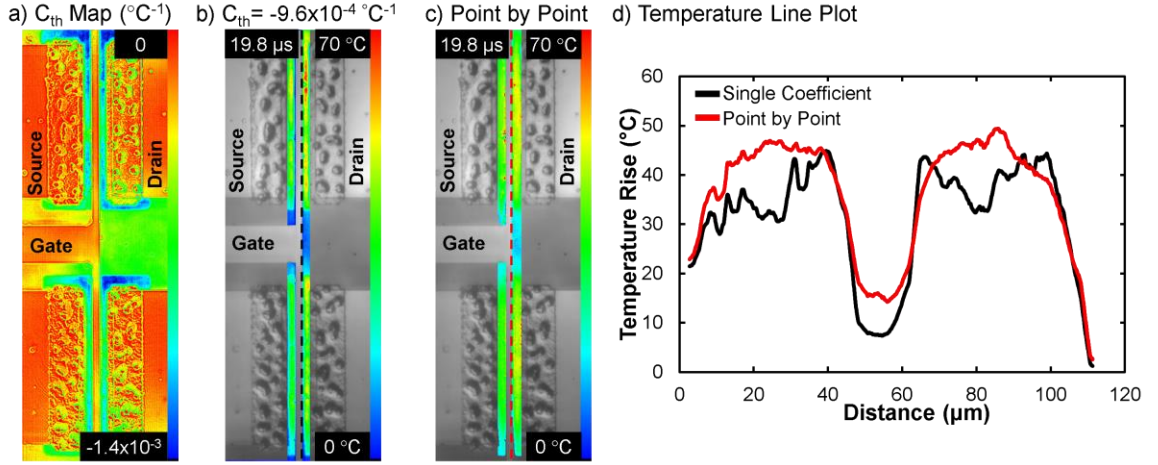 a) Cth Map (°C-1)
0
Source
Drain
Gate
-1.4x10-3
b) Cth= -9.6x10-4 °C-1
19.8 µs
70 °C
Source
Drain
Gate
0 °C
c) Point by Point
19.8 µs
70 °C
Source
Drain
Gate
0 °C
d) Temperature Line Plot
Temperature Rise (°C)
60
50
40
30
20
10
0
Single Coefficient
Point by Point
0 20 40 60 80 100 120
Distance (µm)